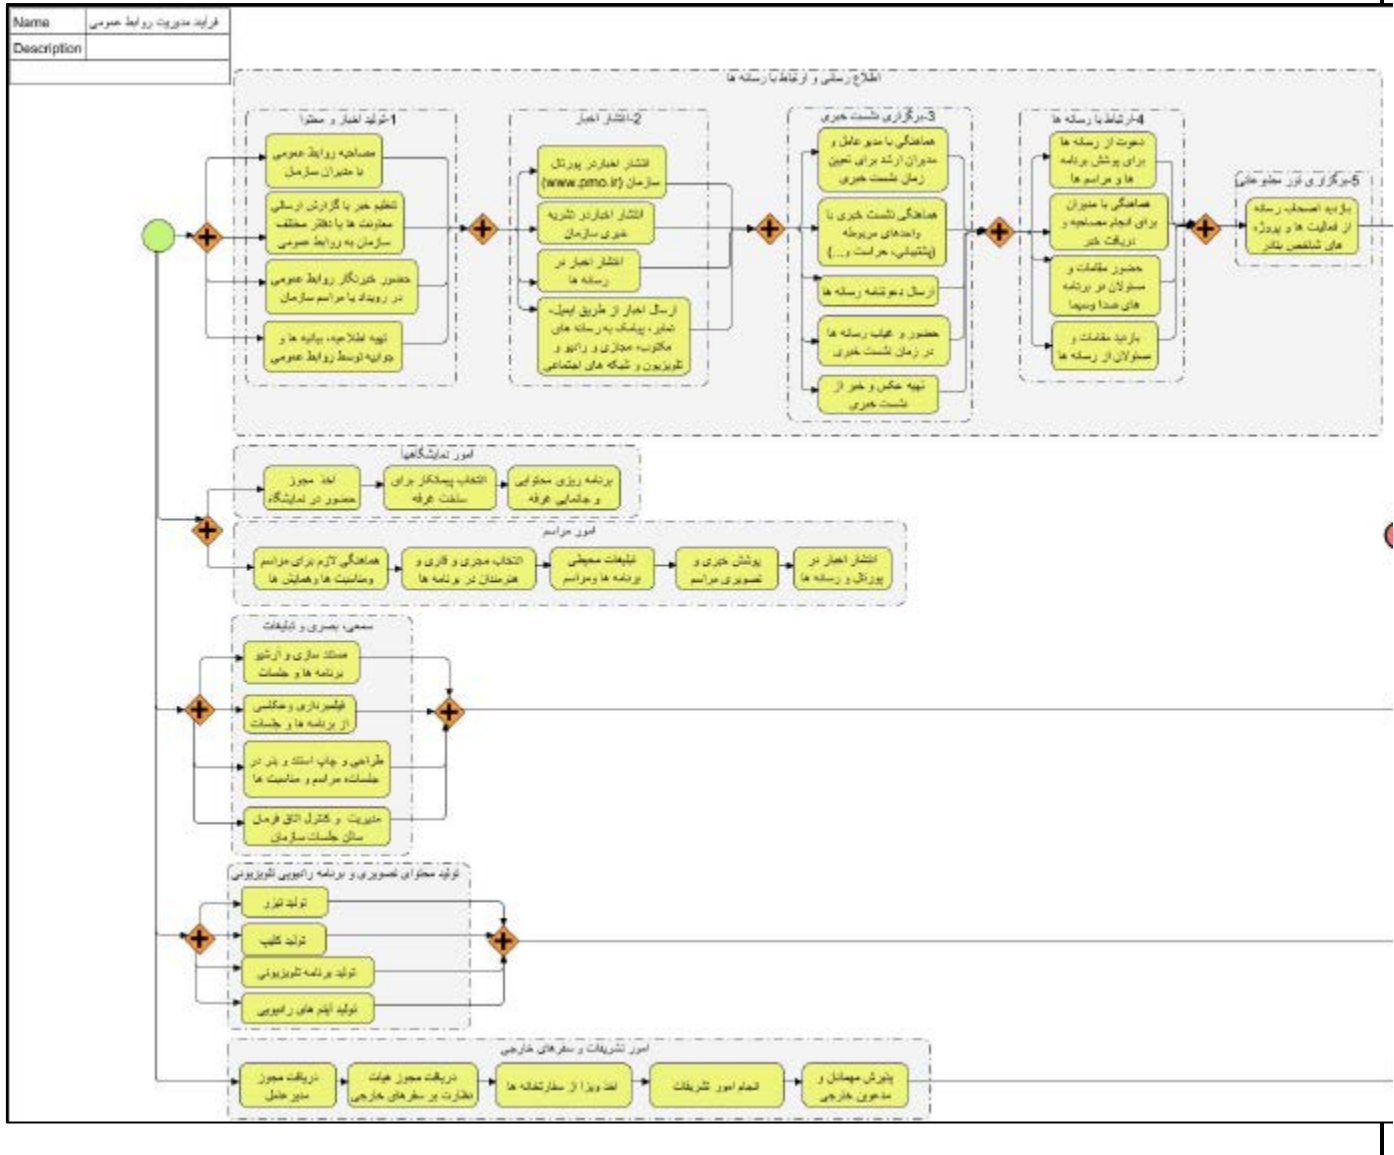 Name
فرآیند مدیریت روابط عمومی
Description
اطلاع رسانی و ارتباط با رسانه ها
1-تولید اخبار و محتوا
مصاحبه روابط عمومی
با مدیران سازمان
تنظیم خبر با گزارش ارسالی
معاونت ها یا دفاتر مختلف
سازمان به روابط عمومی
حضور خبرنگار روابط عمومی
در رویداد یا مراسم سازمان
تهیه اطلاعیه، بیانیه ها و
جوابیه توسط روابط عمومی
2-انتشار اخبار
انتشار اخباردر پورتال
سازمان (www.pmo.ir)
انتشار اخباردر نشریه
خبری سازمان
انتشار اخبار در
رسانه ها
ارسال اخبار از طریق ایمیل،
نمابر، پیامک به رسانه های
مکتوب، مجازی و رادیو و
تلویزیون و شبکه های اجتماعی
3-برگزاری نشست خبری
هماهنگی با مدیر عامل و
مدیران ارشد برای تعیین
زمان نشست خبری
هماهنگی نشست خبری با
واحدهای مربوطه
(پشتیبانی، حراست و...)
ارسال دعوتنامه رسانه ها
حضور و غیاب رسانه ها
در زمان نشست خبری
تهیه عکس و خبر از
نشست خبری
4-ارتباط با رسانه ها
دعوت از رسانه ها
برای پوشش برنامه
ها و مراسم ها
هماهنگی با مدیران
برای انجام مصاحبه و
دریافت خبر
حضور مقامات و
مسئولان در برنامه
های صدا وسیما
بازدید مقامات و
مسئولان از رسانه ها
5-برگزاری تور مطبوعاتی
بازدید اصحاب رسانه
از فعالیت ها و پروژه
های شاخص بنادر
امور نمایشگاهها
اخذ مجوز
حضور در نمایشگاه
انتخاب پیمانکار برای
ساخت غرفه
برنامه ریزی محتوایی
و جانمایی غرفه
امور مراسم
هماهنگی لازم برای مراسم
ومناسبت ها وهمایش ها
انتخاب مجری و قاری و
هنرمندان در برنامه ها
تبلیغات محیطی
برنامه ها ومراسم
پوشش خبری و
تصویری مراسم
انتشار اخبار در
پورتال و رسانه ها
سمعی، بصری و تبلیغات
مستند سازی و آرشیو
برنامه ها و جلسات
فیلمبرداری وعکاسی
از برنامه ها و جلسات
طراحی و چاپ استند و بنر در
جلسات، مراسم و مناسبت ها
مدیریت و کنترل اتاق فرمان
سالن جلسات سازمان
تولید محتوای تصویری و برنامه رادیویی تلویزیونی
تولید تیزر
تولید کلیپ
تولید برنامه تلویزیونی
تولید آیتم های رادیویی
امور تشریفات و سفرهای خارجی
دریافت مجوز
مدیرعامل
دریافت مجوز هیات
نظارت بر سفرهای خارجی
اخذ ویزا از سفارتخانه ها
انجام امور تشریفات
پذیرش مهمانان و
مدعوین خارجی